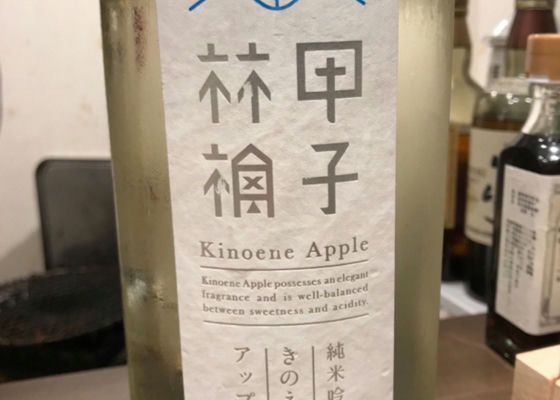 甲子
林檎
Kinoene Apple
Kinoene Apple possesses an elegant
fragrance and is well-balanced
between sweetness and acidity.
純米吟
きのえ
アップ